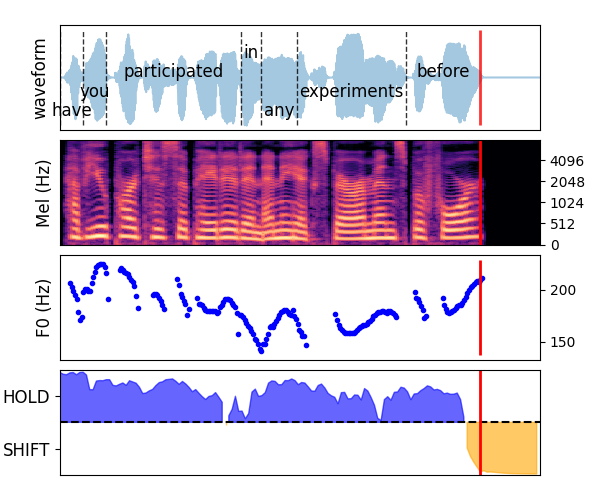 waveform
have
you
participated
in
any
experiments
before
Mel (Hz)
4096
2048
1024
512
0
F0 (Hz)
200
150
HOLD
SHIFT